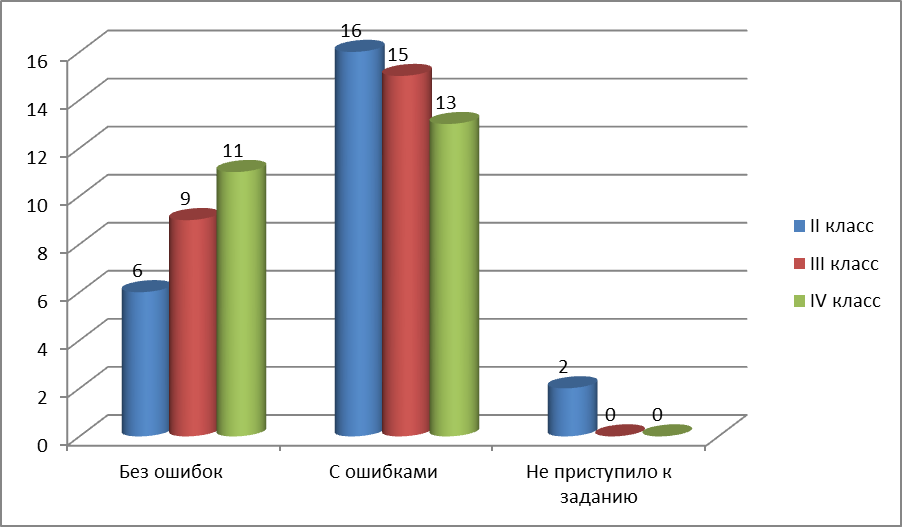 16
14
12
10
8
6
4
2
0
6
9
11
16
15
13
2
0
0
Без ошибок
С ошибками
Не приступило к
заданию
II класс
III класс
IV класс